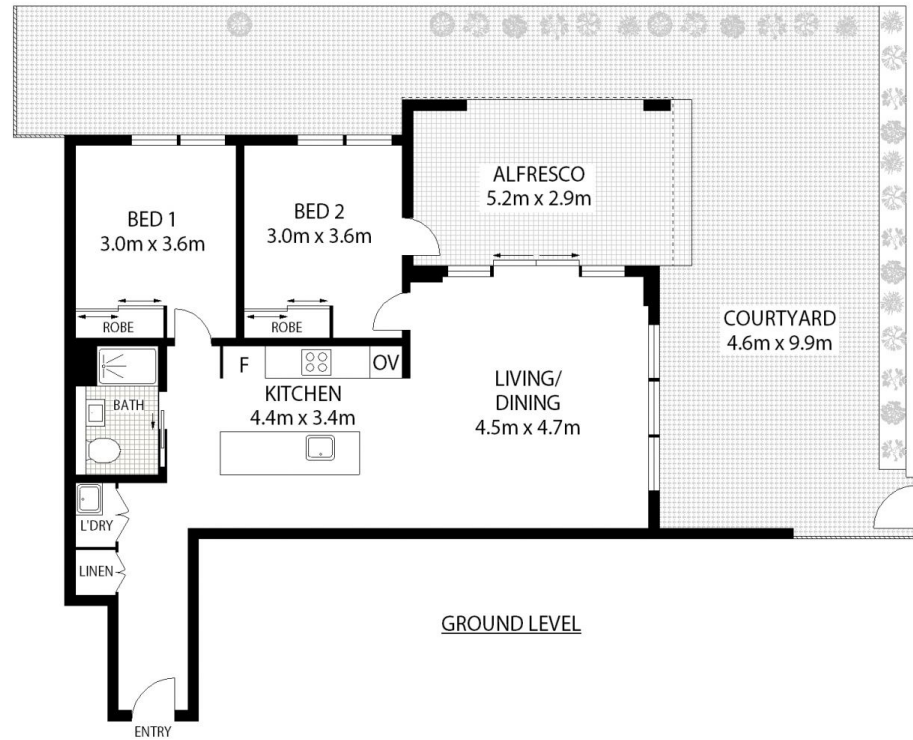 ALFRESCO
5.2m x 2.9m
BED 1
3.0m x 3.6m
BED 2
3.0m x 3.6m
ROBE
ROBE
COURTYARD
4.6m x 9.9m
F
OV
KITCHEN
4.4m x 3.4m
LIVING/
DINING
4.5m x 4.7m
BATH
L'DRY
LINEN
GROUND LEVEL
ENTRY